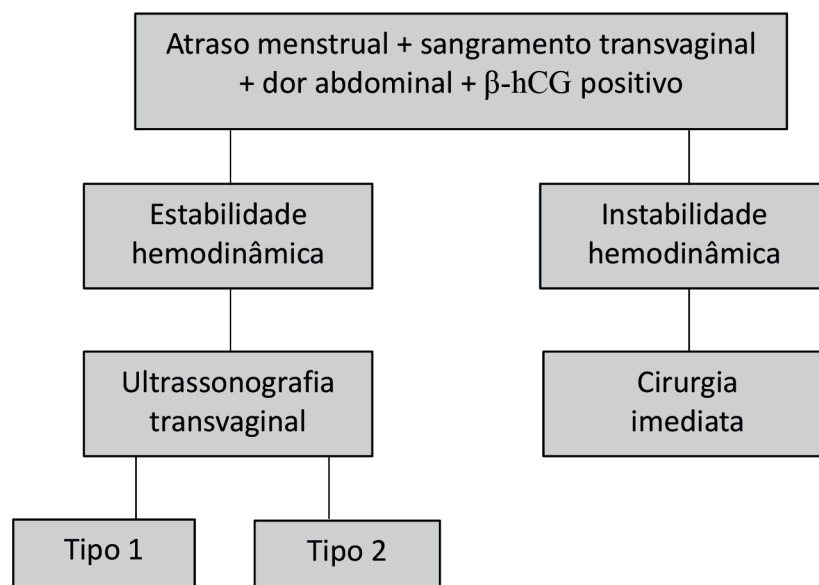 Atraso menstrual + sangramento transvaginal
+ dor abdominal + β-hCG positivo
Estabilidade
hemodinâmica
Instabilidade
hemodinâmica
Ultrassonografia
transvaginal
Cirurgia
imediata
Tipo 1
Tipo 2